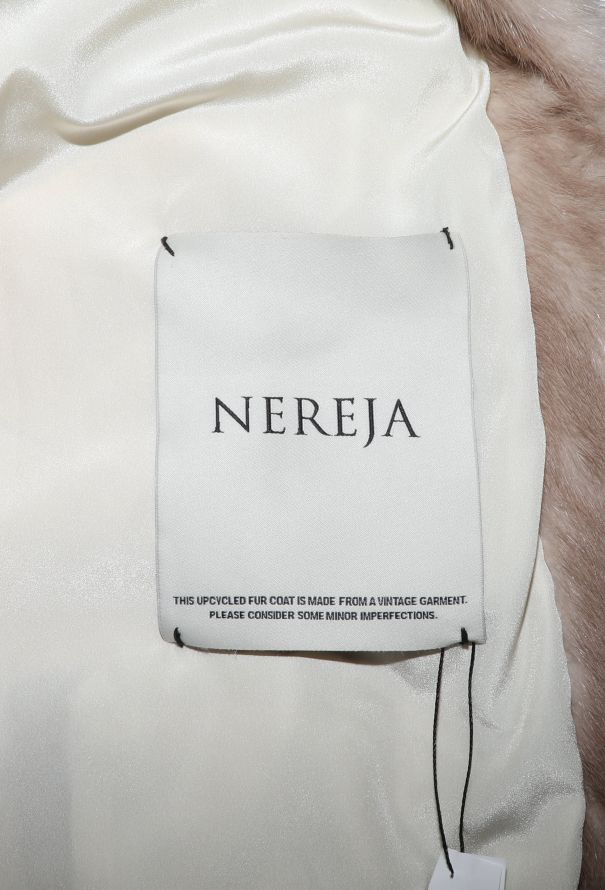 NEREJA
THIS UPCYCLED FUR COAT IS MADE FROM A VINTAGE GARMENT.
PLEASE CONSIDER SOME MINOR IMPERFECTIONS.